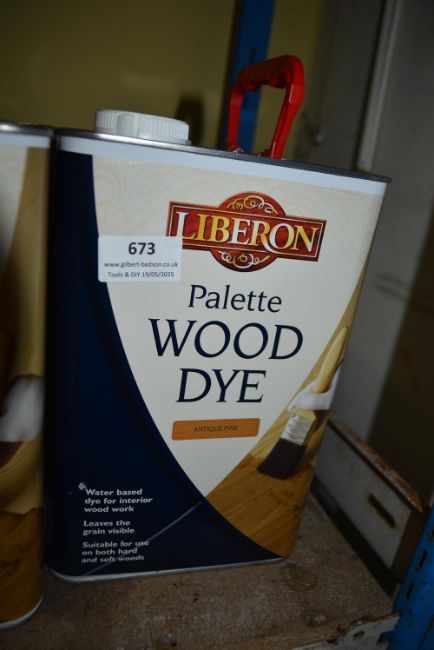 LIBERON
673
www.gilbert-baitson.co.uk
Tools & DIY 19/05/2025
Palette
WOOD
DYE
ANTIQUE PINE
Water based
dye for interior
wood work
Leaves the
grain visible
Suitable for use
on both hard
and soft woods